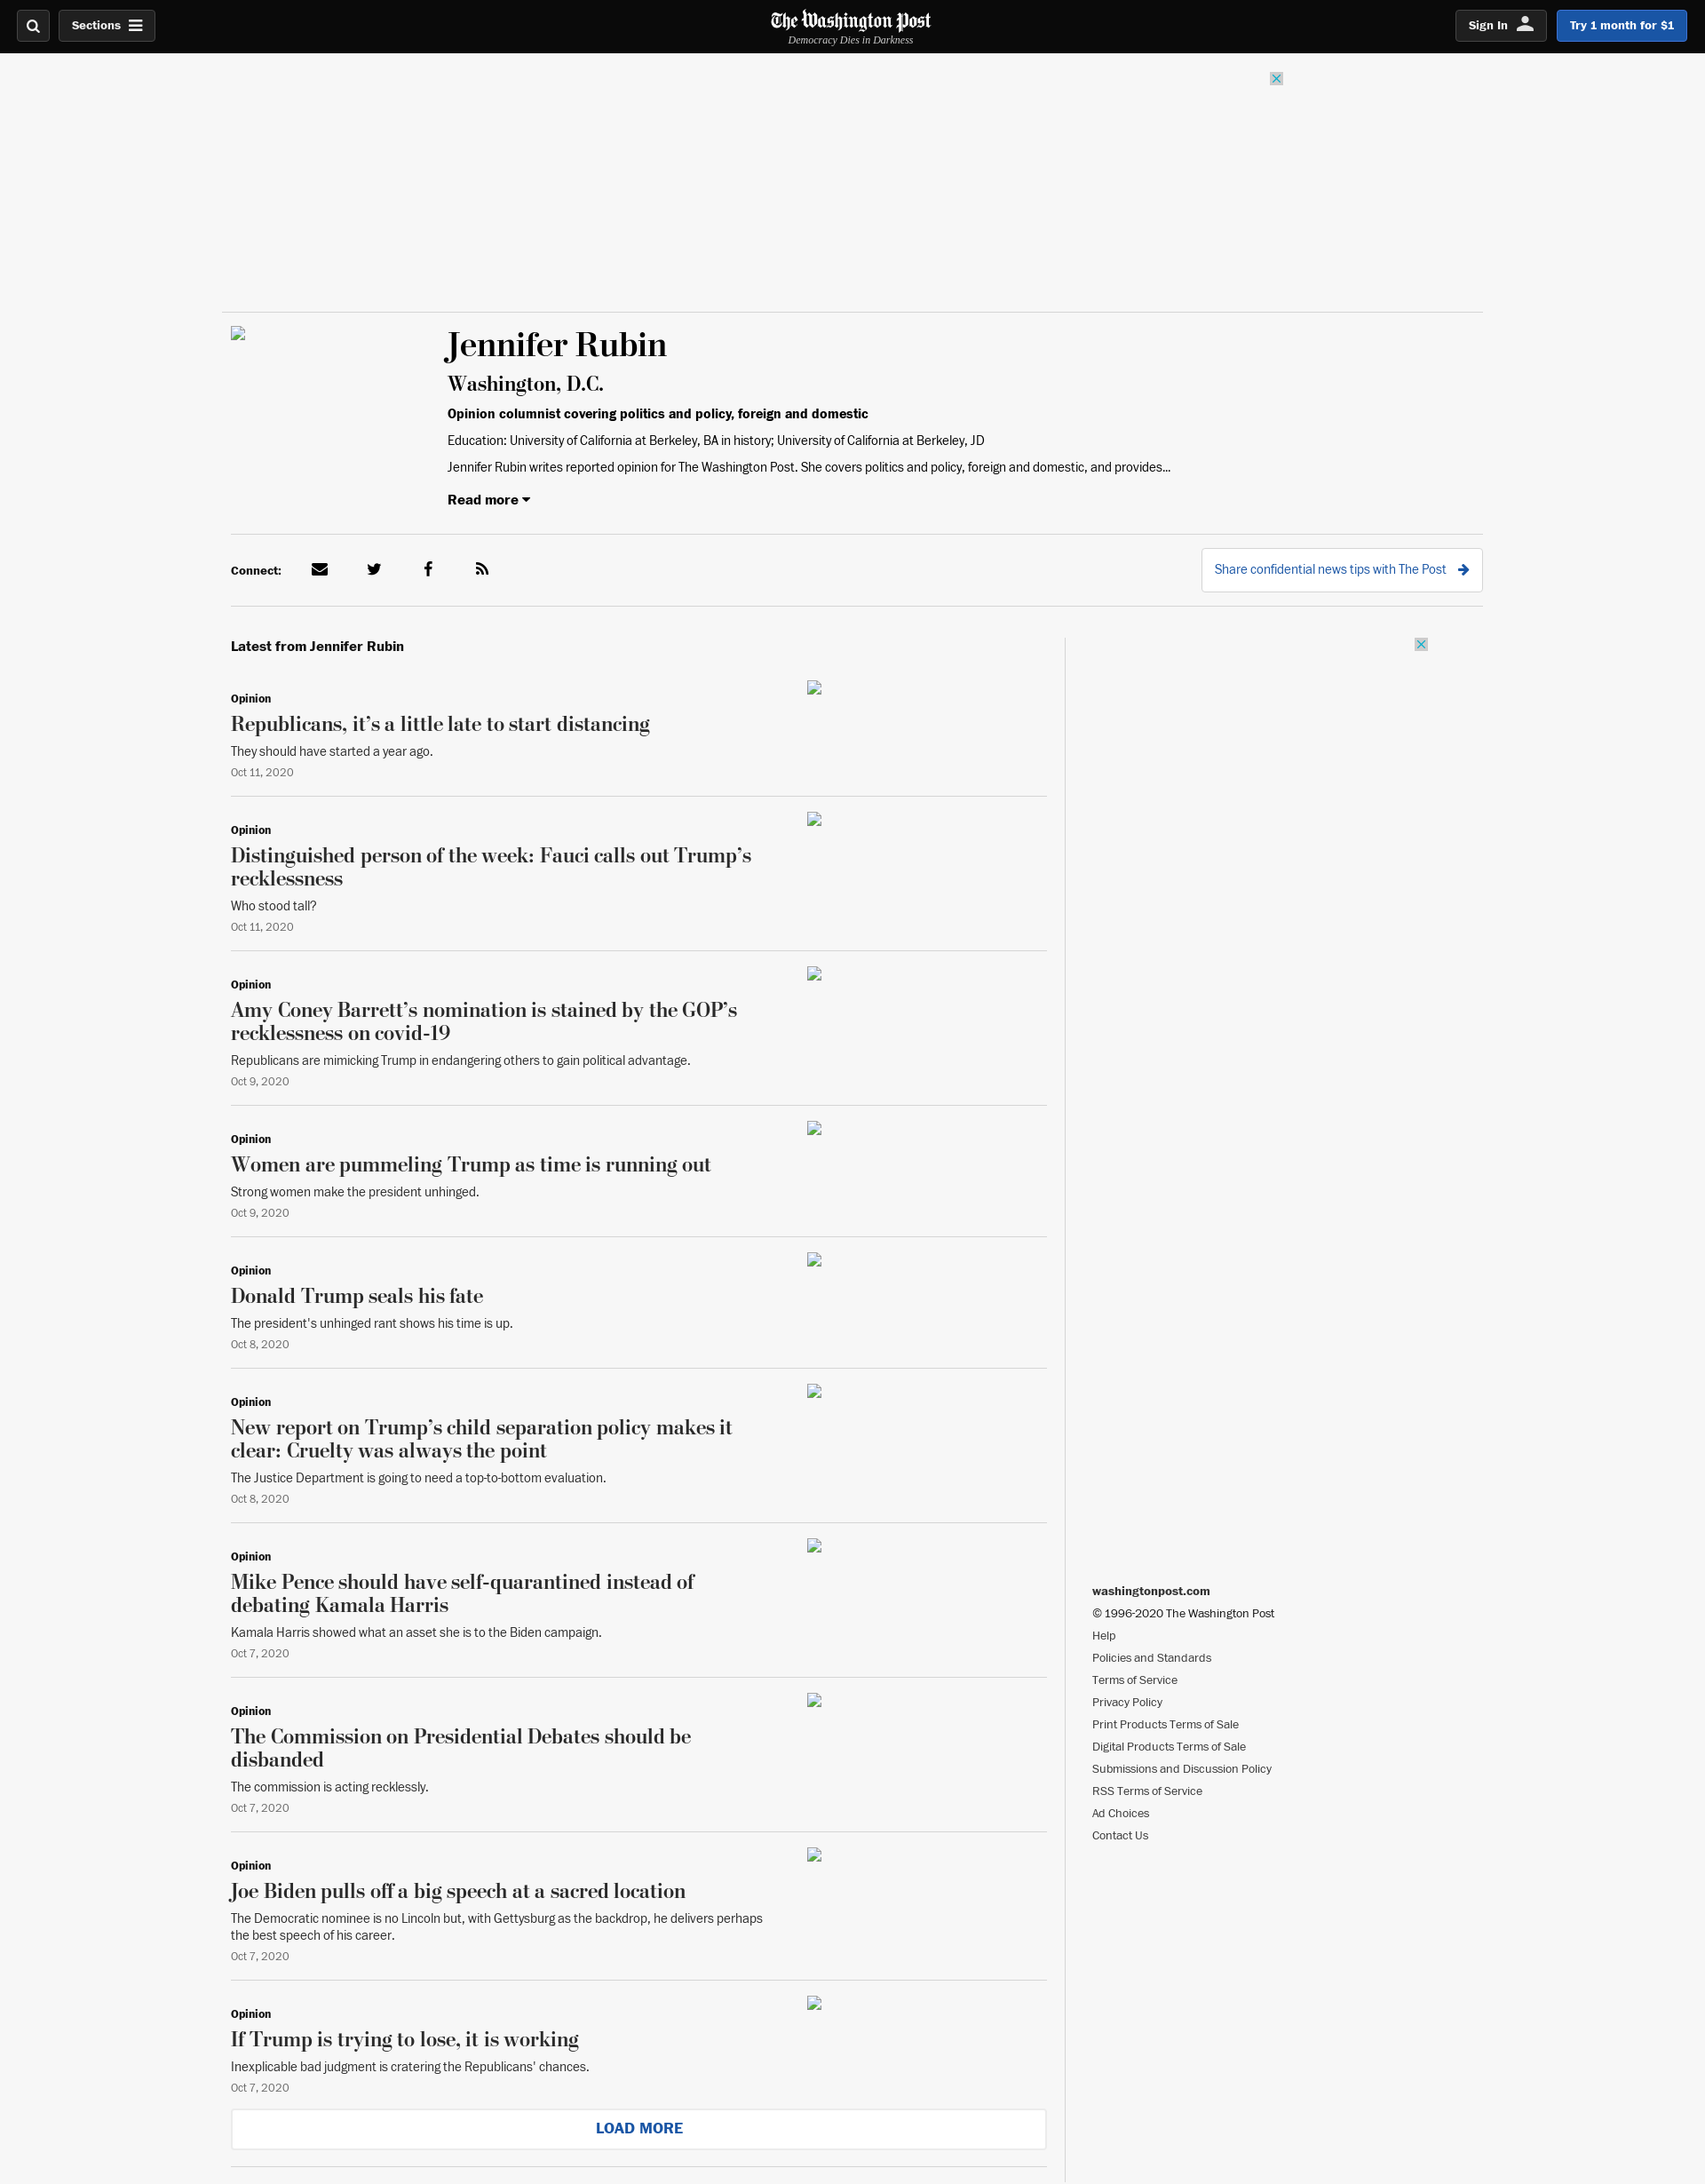 Sections
The Washington Post
Democracy Dies in Darkness
Sign In
Try 1 month for $1
Jennifer Rubin
Washington, D.C.
Opinion columnist covering politics and policy, foreign and domestic
Education: University of California at Berkeley, BA in history; University of California at Berkeley, JD
Jennifer Rubin writes reported opinion for The Washington Post. She covers politics and policy, foreign and domestic, and provides...
Read more
Connect:
Share confidential news tips with The Post
Latest from Jennifer Rubin
Opinion
Republicans, it’s a little late to start distancing
They should have started a year ago.
Oct 11, 2020
Opinion
Distinguished person of the week: Fauci calls out Trump’s
recklessness
Who stood tall?
Oct 11, 2020
Opinion
Amy Coney Barrett’s nomination is stained by the GOP’s
recklessness on covid-19
Republicans are mimicking Trump in endangering others to gain political advantage.
Oct 9, 2020
Opinion
Women are pummeling Trump as time is running out
Strong women make the president unhinged.
Oct 9, 2020
Opinion
Donald Trump seals his fate
The president's unhinged rant shows his time is up.
Oct 8, 2020
Opinion
New report on Trump’s child separation policy makes it
clear: Cruelty was always the point
The Justice Department is going to need a top-to-bottom evaluation.
Oct 8, 2020
Opinion
Mike Pence should have self-quarantined instead of
debating Kamala Harris
Kamala Harris showed what an asset she is to the Biden campaign.
Oct 7, 2020
Opinion
The Commission on Presidential Debates should be
disbanded
The commission is acting recklessly.
Oct 7, 2020
Opinion
Joe Biden pulls off a big speech at a sacred location
The Democratic nominee is no Lincoln but, with Gettysburg as the backdrop, he delivers perhaps
the best speech of his career.
Oct 7, 2020
Opinion
If Trump is trying to lose, it is working
Inexplicable bad judgment is cratering the Republicans' chances.
Oct 7, 2020
LOAD MORE
washingtonpost.com
© 1996-2020 The Washington Post
Help
Policies and Standards
Terms of Service
Privacy Policy
Print Products Terms of Sale
Digital Products Terms of Sale
Submissions and Discussion Policy
RSS Terms of Service
Ad Choices
Contact Us